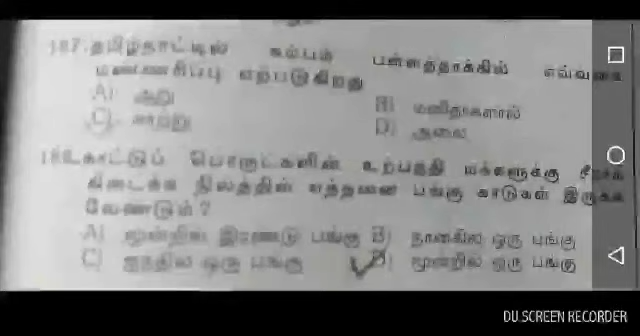 187.தமிழ்நாட்டில் கம்பம் பள்ளத்தாக்கில் எவ்வகை
மண்ணரிப்பு ஏற்படுகிறது
A) ஆறு B) மனிதர்களால்
C) காற்று D) அலை
188.காட்டுப் பொருட்களின் உற்பத்தி மக்களுக்கு சீராக
கிடைக்க நிலத்தின் எத்தனை பங்கு காடுகள் இருக்க
வேண்டும்?
A) மூன்றில் இரண்டு பங்கு B) நான்கில் ஒரு பங்கு
C) ஐந்தில் ஒரு பங்கு D) மூன்றில் ஒரு பங்கு
DU SCREEN RECORDER